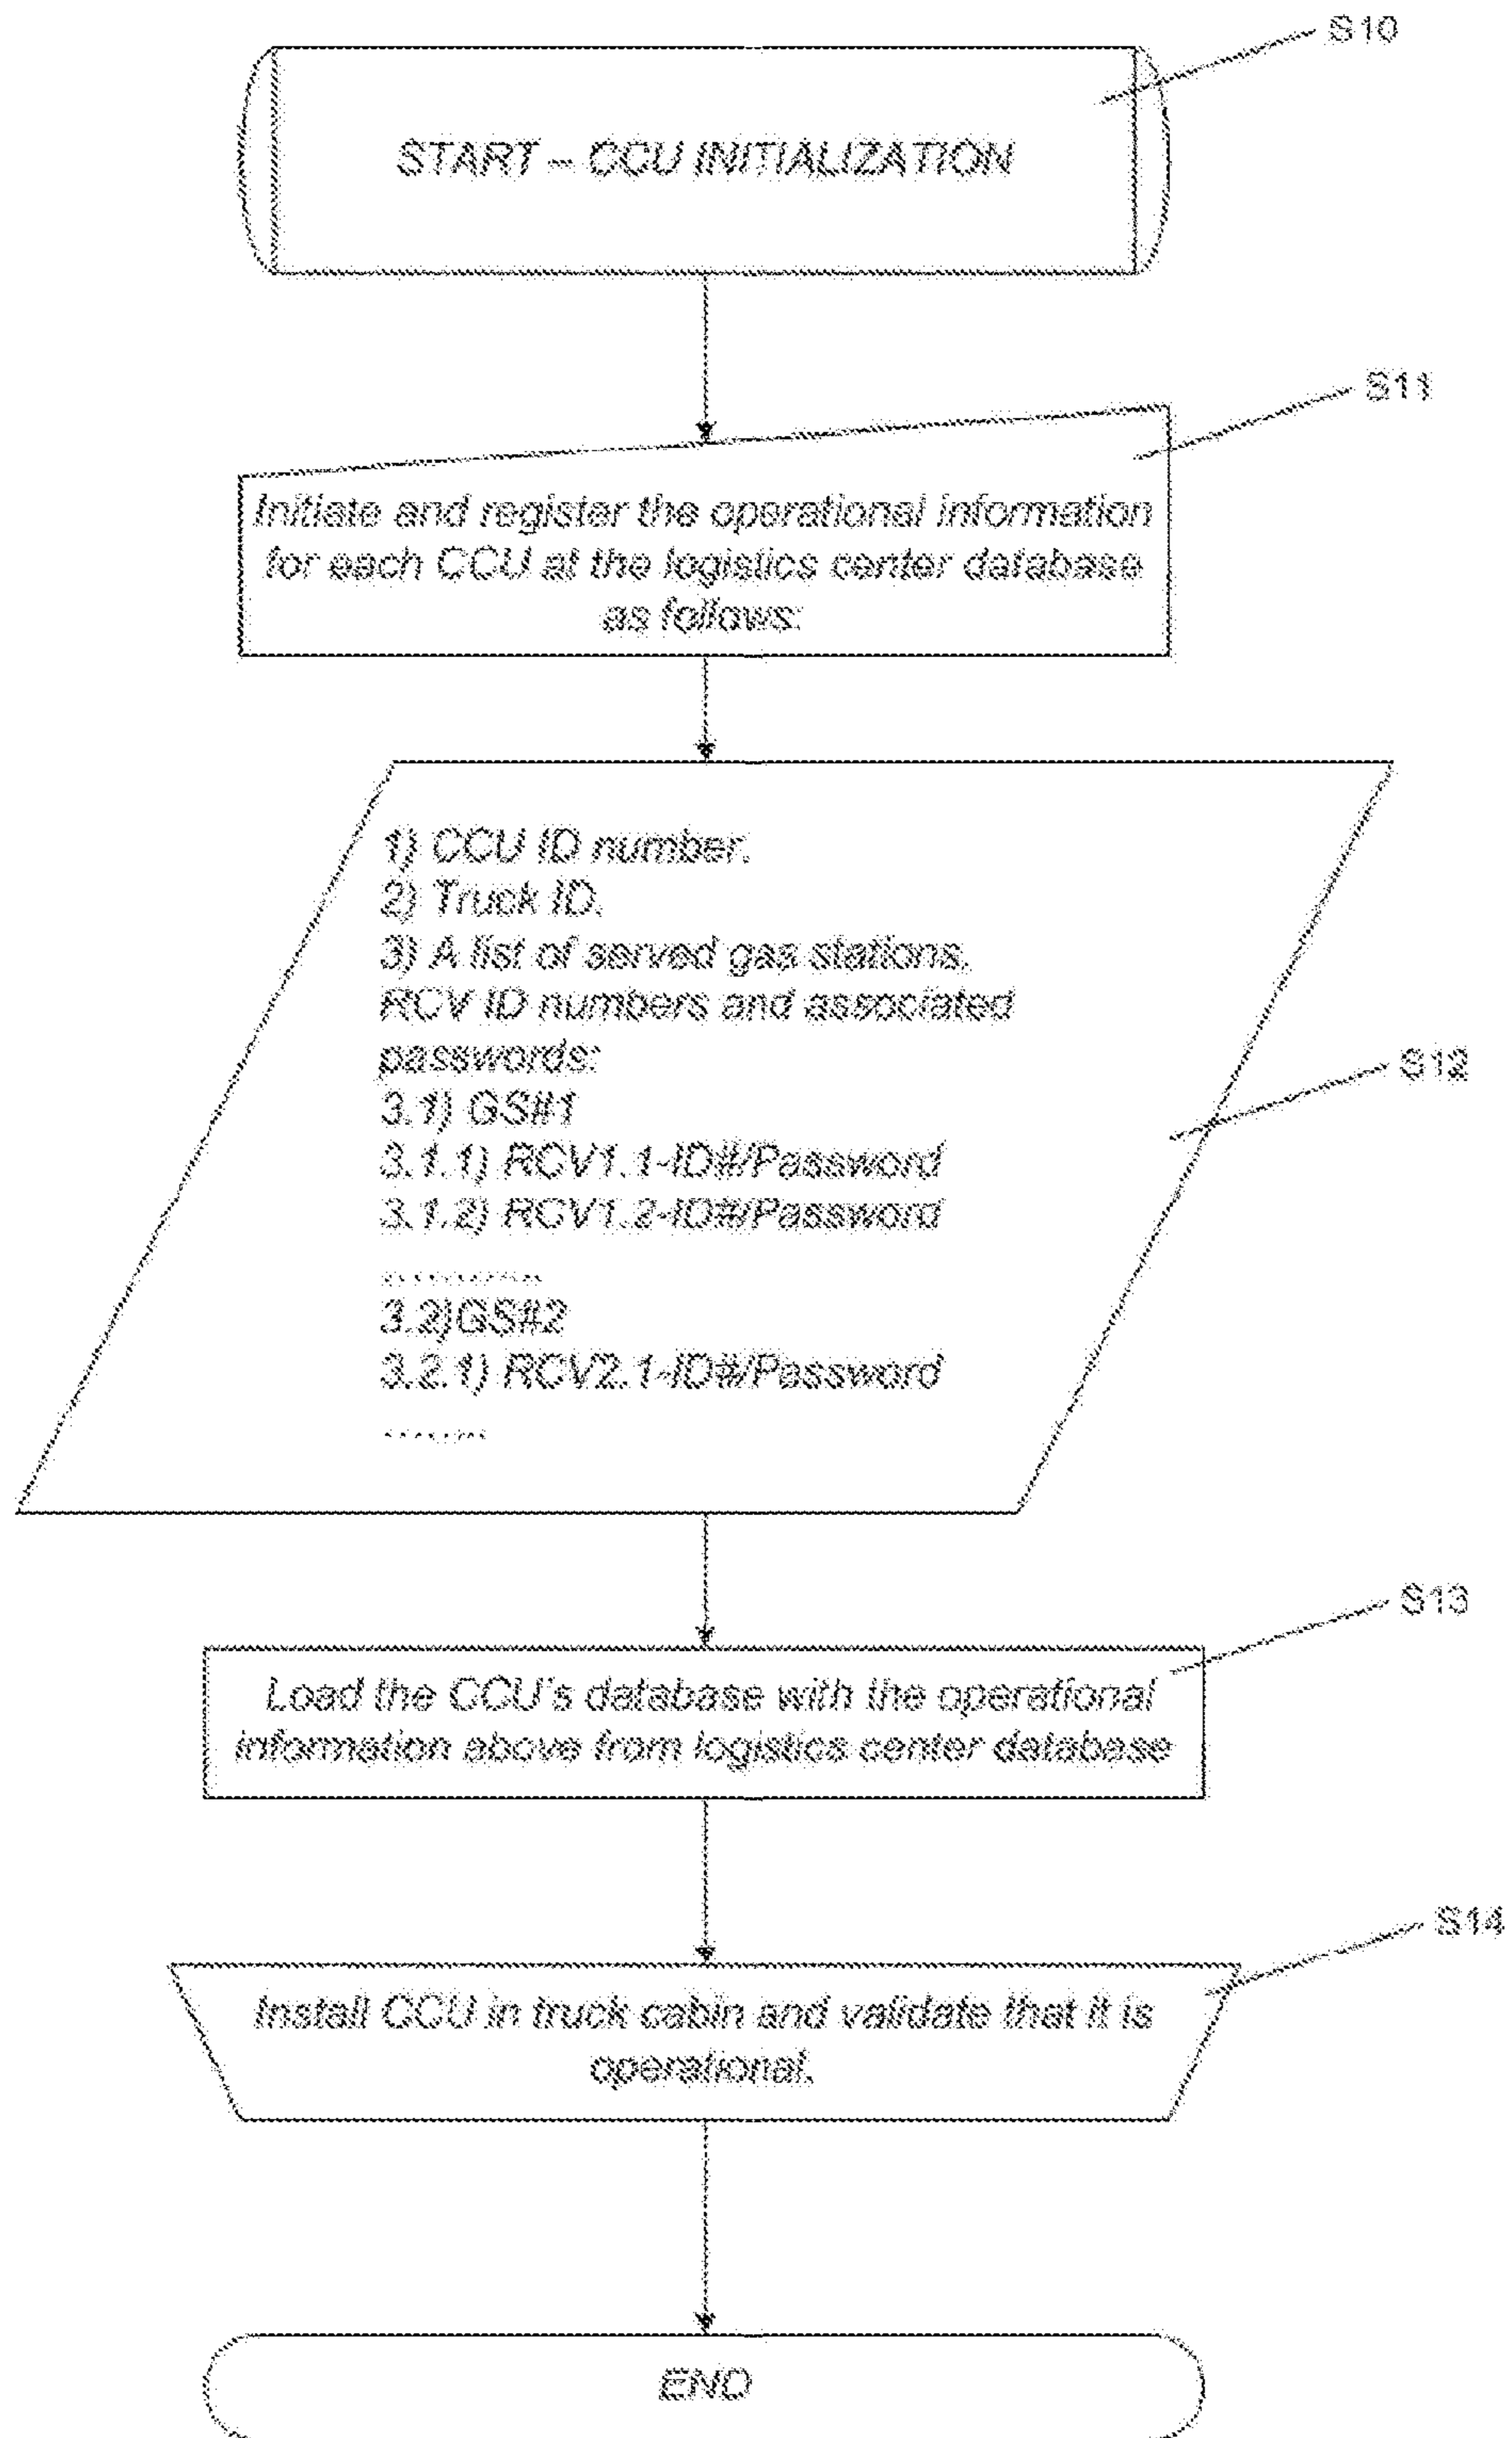 S10
START – CCU INITIALIZATION
S11
Initiate and register the operational information
for each CCU at the logistics center database
as follows:
1) CCU ID number.
2) Truck ID.
3) A list of served gas stations,
RCV ID numbers and associated
passwords:
S12
3.1) GS#1
3.1.1) RCV1.1-ID#/Password
3.1.2) RCV1.2-ID#/Password
............
3.2)GS#2
3.2.1) RCV2.1-ID#/Password
........
S13
Load the CCU's database with the operational
information above from logistics center database
S14
Install CCU in truck cabin and validate that it is
operational.
END